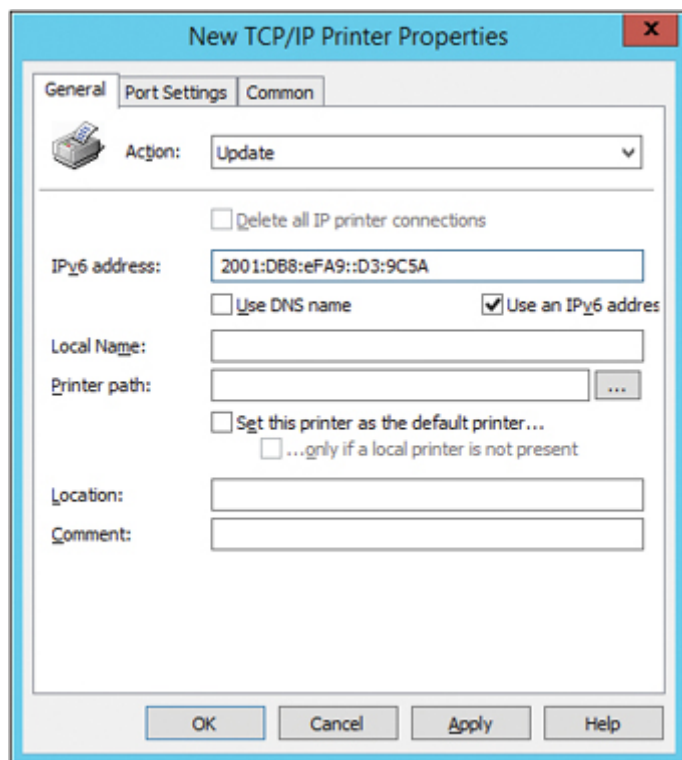 New TCP/IP Printer Properties
x
General Port Settings Common
Action: Update
Delete all IP printer connections
IPv6 address: 2001:DB8:eFA9::D3:9C5A
Use DNS name Use an IPv6 addres
Local Name:
Printer path: ...
Set this printer as the default printer...
...only if a local printer is not present
Location:
Comment:
OK Cancel Apply Help